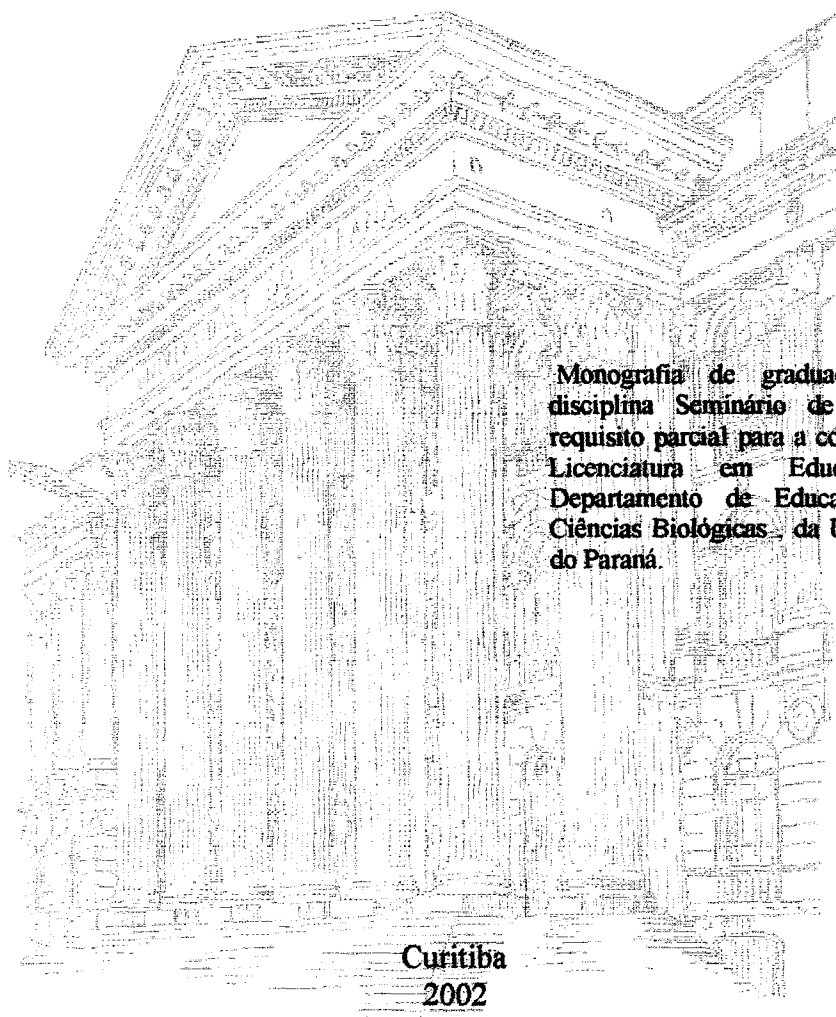 Monografia de gradua
disciplina Seminário de
requisito parcial para a co
Licenciatura em Educ
Departamento de Educa
Ciências Biológicas , da U
do Paraná.
Curitiba
2002